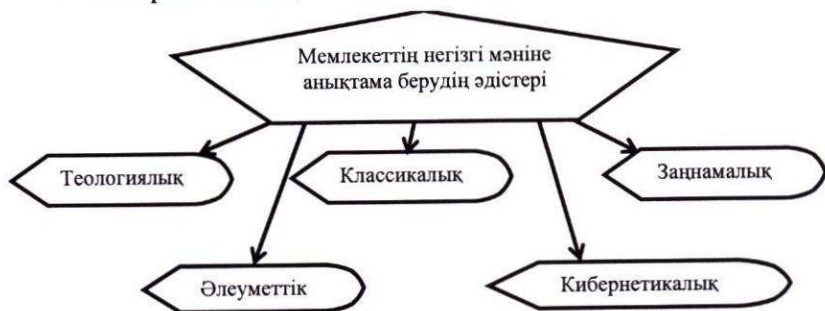 Мемлекеттің негізгі мәніне
анықтама берудің әдістері
Теологиялық
Классикалық
Заңнамалық
Әлеуметтік
Кибернетикалық